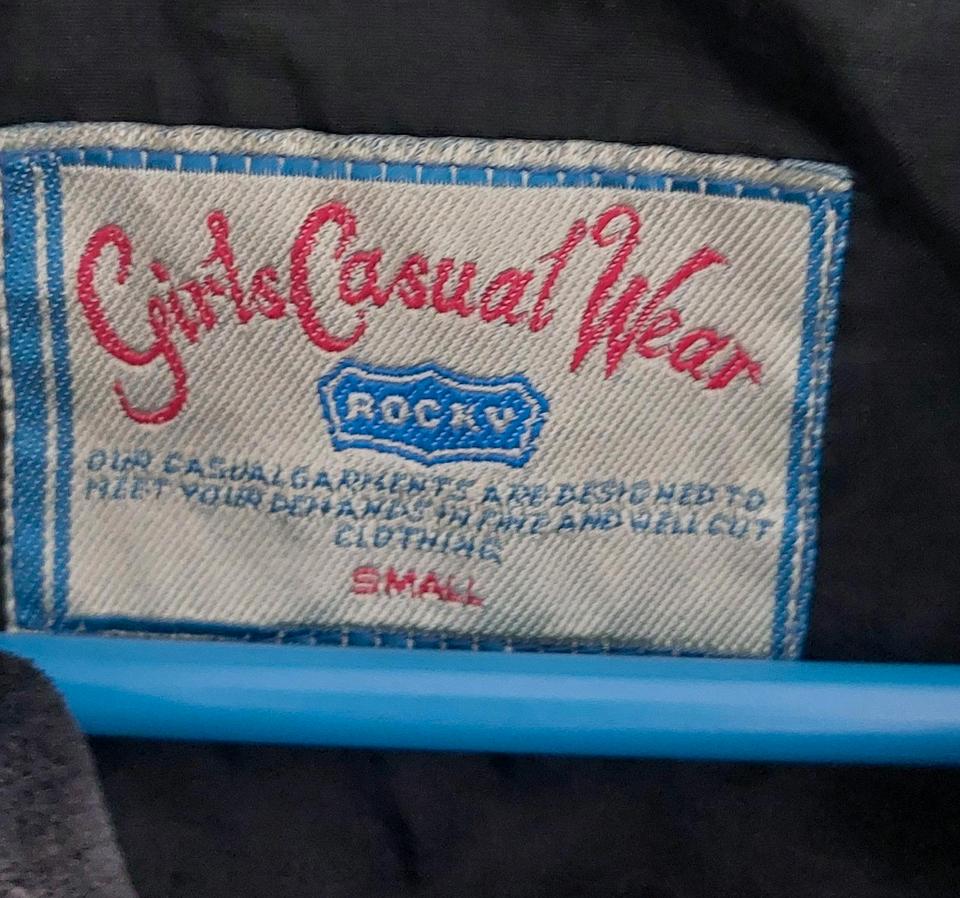 Girls Casual Wear
ROCKY
OUR CASUAL GARMENTS ARE DESIGNED TO
MEET YOUR DEMANDS IN FINE AND WELL CUT
CLOTHING
SMALL